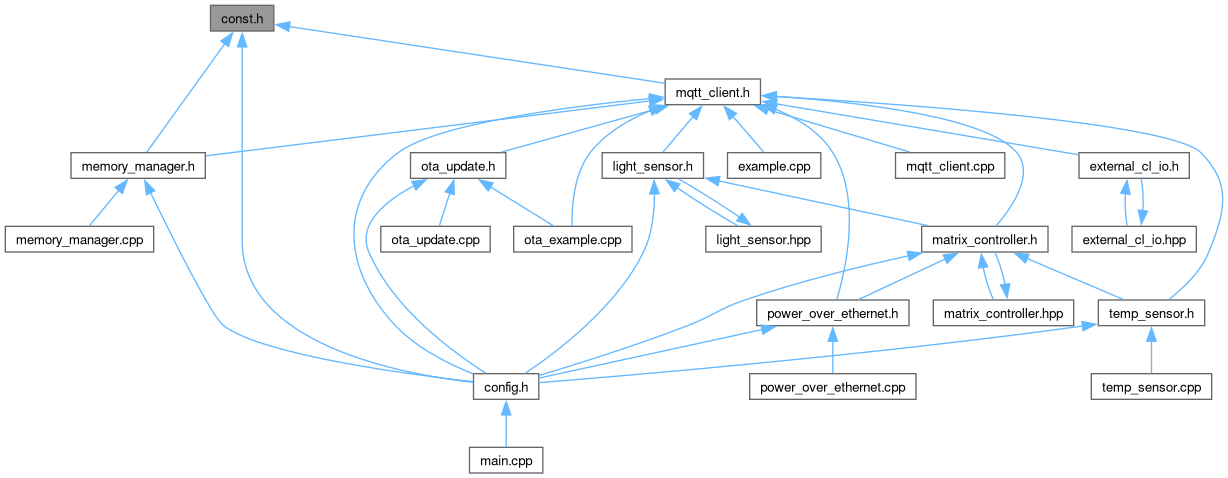 const.h
mqtt_client.h
memory_manager.h
ota_update.h
light_sensor.h
example.cpp
mqtt_client.cpp
external_cl_io.h
memory_manager.cpp
ota_update.cpp
ota_example.cpp
light_sensor.hpp
matrix_controller.h
external_cl_io.hpp
power_over_ethernet.h
matrix_controller.hpp
temp_sensor.h
config.h
power_over_ethernet.cpp
temp_sensor.cpp
main.cpp